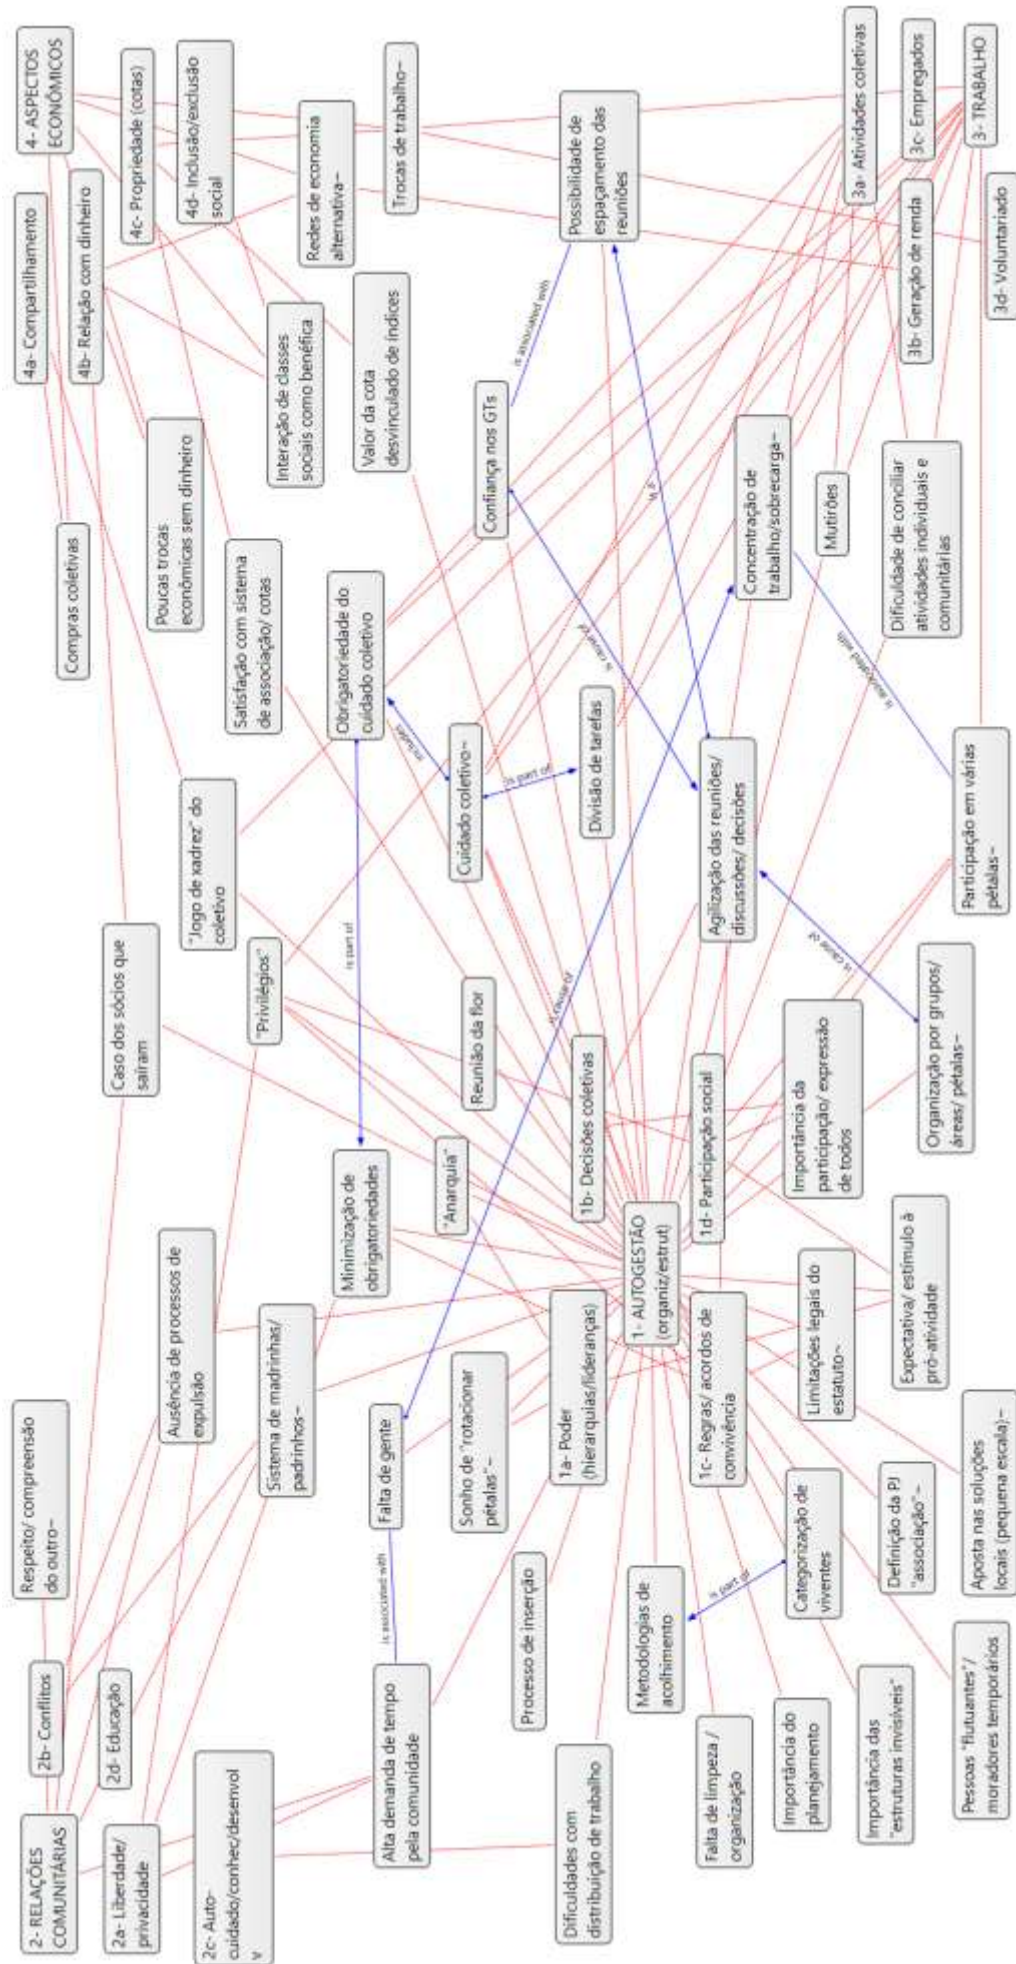 2- RELAÇÕES
COMUNITÁRIAS
2b- Conflitos
Respeito/ compreensão
do outro~
2a- Liberdade/
privacidade
2d- Educação
2c- Auto-
cuidado/conhec/desenvol
v
Ausência de processos de
expulsão
Caso dos sócios que
saíram
Sistema de madrinhas/
padrinhos~
"Jogo de xadrez" do
coletivo
"Privilégios"
Compras coletivas
4a- Compartilhamento
4- ASPECTOS
ECONÔMICOS
4b- Relação com dinheiro
4c- Propriedade (cotas)
4d- Inclusão/exclusão
social
Poucas trocas
econômicas sem dinheiro
Satisfação com sistema
de associação/ cotas
Interação de classes
sociais como benéfica
Redes de economia
alternativa~
Valor da cota
desvinculado de índices
Trocas de trabalho~
Alta demanda de tempo
pela comunidade
is associated with
Falta de gente
Minimização de
obrigatoriedades
is part of
Obrigatoriedade do
cuidado coletivo
includes
Cuidado coletivo~
is part of
Divisão de tarefas
"Anarquia"
Reunião da flor
Sonho de "rotacionar
pétalas"~
Processo de inserção
1a- Poder
(hierarquias/lideranças)
is cause of
Confiança nos GTs
is associated with
Possibilidade de
espaçamento das
reuniões
is cause of
1b- Decisões coletivas
1- AUTOGESTÃO
(organiz/estrut)
1d- Participação social
Dificuldades com
distribuição de trabalho
Metodologias de
acolhimento
is part of
Categorização de
viventes
1c- Regras/ acordos de
convivência
Agilização das reuniões/
discussões/ decisões
Concentração de
trabalho/sobrecarga~
is associated with
Falta de limpeza /
organização
Importância do
planejamento
Limitações legais do
estatuto~
Importância da
participação/ expressão
de todos
Mutirões
3a- Atividades coletivas
Importância das
"estruturas invisíveis"
Definição da PJ
"associação"~
Expectativa/ estímulo à
pró-atividade
is cause of
Organização por grupos/
áreas/ pétalas~
Dificuldade de conciliar
atividades individuais e
comunitárias
3b- Geração de renda
3c- Empregados
Pessoas "flutuantes"/
moradores temporários
Aposta nas soluções
locais (pequena escala)~
Participação em várias
pétalas~
3d- Voluntariado
3- TRABALHO